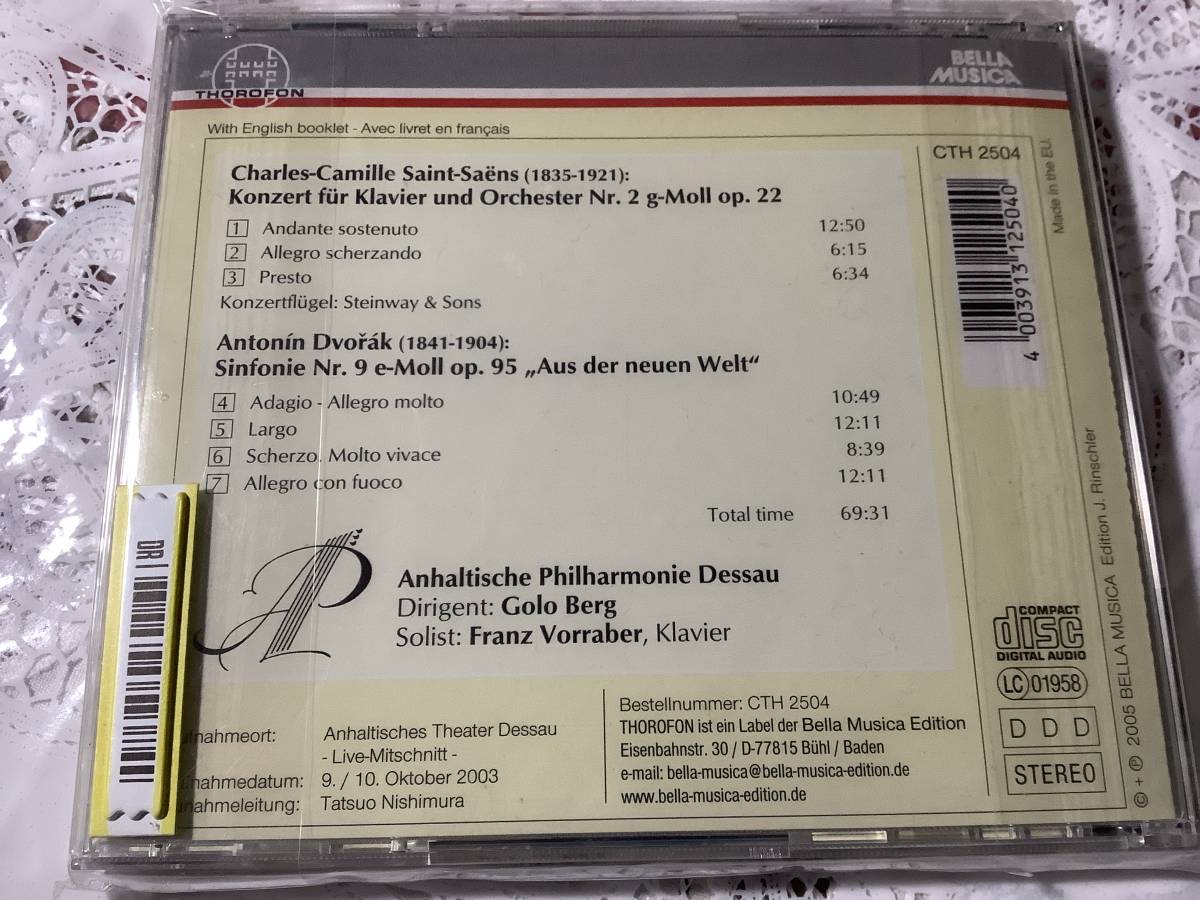 THOROFON
BELLA
MUSICA
With English booklet - Avec livret en français
Charles-Camille Saint-Saëns (1835-1921):
Konzert für Klavier und Orchester Nr. 2 g-Moll op. 22
1 Andante sostenuto 12:50
2 Allegro scherzando 6:15
3 Presto 6:34
Konzertflügel: Steinway & Sons
Antonín Dvořák (1841-1904):
Sinfonie Nr. 9 e-Moll op. 95 „Aus der neuen Welt“
4 Adagio - Allegro molto 10:49
5 Largo 12:11
6 Scherzo. Molto vivace 8:39
7 Allegro con fuoco 12:11
Total time 69:31
AP
Anhaltische Philharmonie Dessau
Dirigent: Golo Berg
Solist: Franz Vorraber, Klavier
fnahmeort: Anhaltisches Theater Dessau
- Live-Mitschnitt -
nahmedatum: 9. / 10. Oktober 2003
nahmeleitung: Tatsuo Nishimura
Bestellnummer: CTH 2504
THOROFON ist ein Label der Bella Musica Edition
Eisenbahnstr. 30 / D-77815 Bühl / Baden
e-mail: bella-musica@bella-musica-edition.de
www.bella-musica-edition.de
CTH 2504
4 003913 125040
Made in the EU.
COMPACT
disc
DIGITAL AUDIO
LC 01958
D D D
STEREO
© + ℗ 2005 BELLA MUSICA Edition J. Rinschler
DR